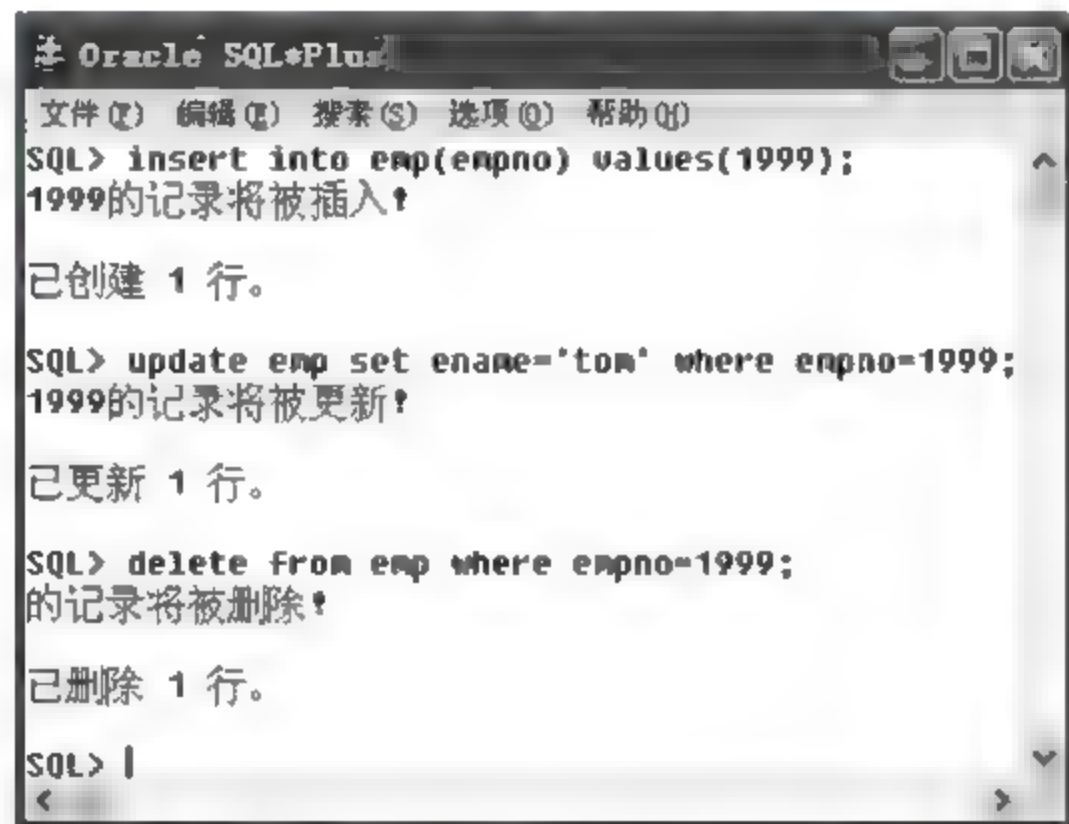 Oracle SQL*Plus
文件(F) 编辑(E) 搜索(S) 选项(O) 帮助(H)
SQL> insert into emp(empno) values(1999);
1999的记录将被插入!
已创建 1 行。
SQL> update emp set ename='tom' where empno=1999;
1999的记录将被更新!
已更新 1 行。
SQL> delete from emp where empno=1999;
的记录将被删除!
已删除 1 行。
SQL>